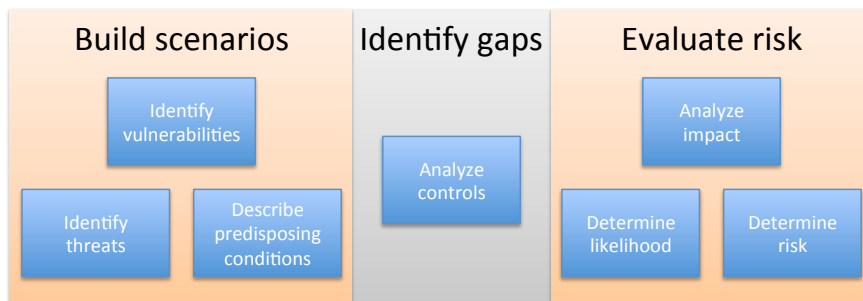 Build scenarios
Identify
vulnerabilities
Identify
threats
Describe
predisposing
conditions
Identify gaps
Analyze
controls
Evaluate risk
Analyze
impact
Determine
likelihood
Determine
risk